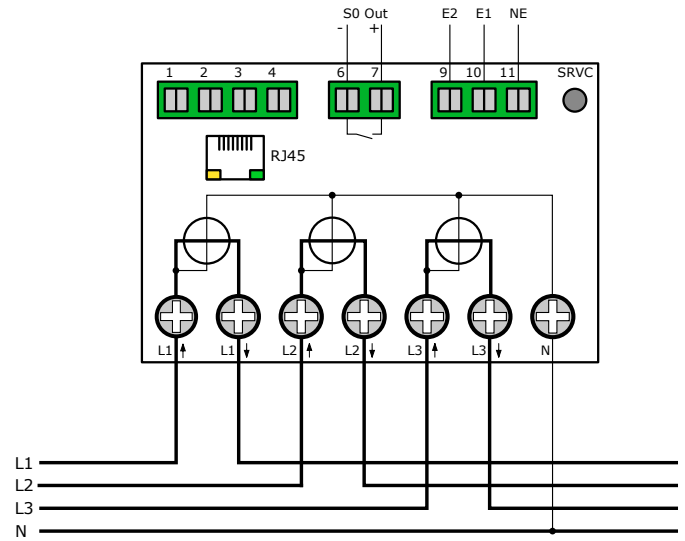 S0 Out E2 E1 NE
- +
1 2 3 4 6 7 9 10 11 SRVC
RJ45
L1 L1 L2 L2 L3 L3 N
L1
L2
L3
N